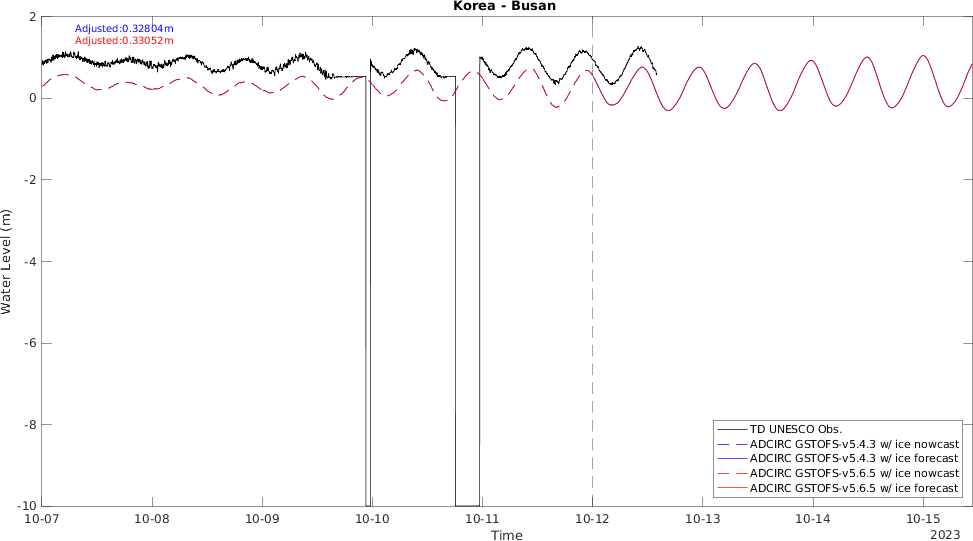 Korea - Busan
Adjusted:0.32804m
Adjusted:0.33052m
2
0
-2
-4
-6
-8
-10
Water Level (m)
10-07 10-08 10-09 10-10 10-11 10-12 10-13 10-14 10-15
Time
2023
TD UNESCO Obs.
ADCIRC GSTOFS-v5.4.3 w/ ice nowcast
ADCIRC GSTOFS-v5.4.3 w/ ice forecast
ADCIRC GSTOFS-v5.6.5 w/ ice nowcast
ADCIRC GSTOFS-v5.6.5 w/ ice forecast